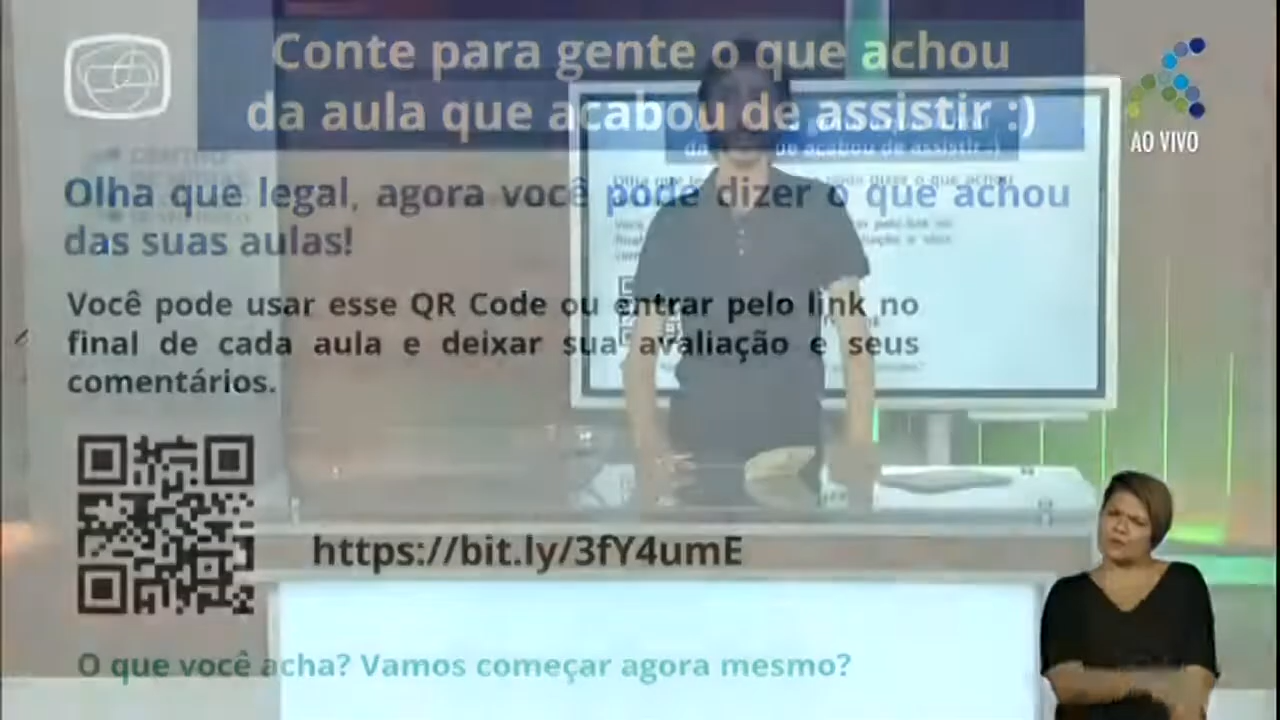 Conte para gente o que achou
da aula que acabou de assistir :)
AO VIVO
Olha que legal, agora você pode dizer o que achou
das suas aulas!
Você pode usar esse QR Code ou entrar pelo link no
final de cada aula e deixar sua avaliação e seus
comentários.
https://bit.ly/3fY4umE
O que você acha? Vamos começar agora mesmo?